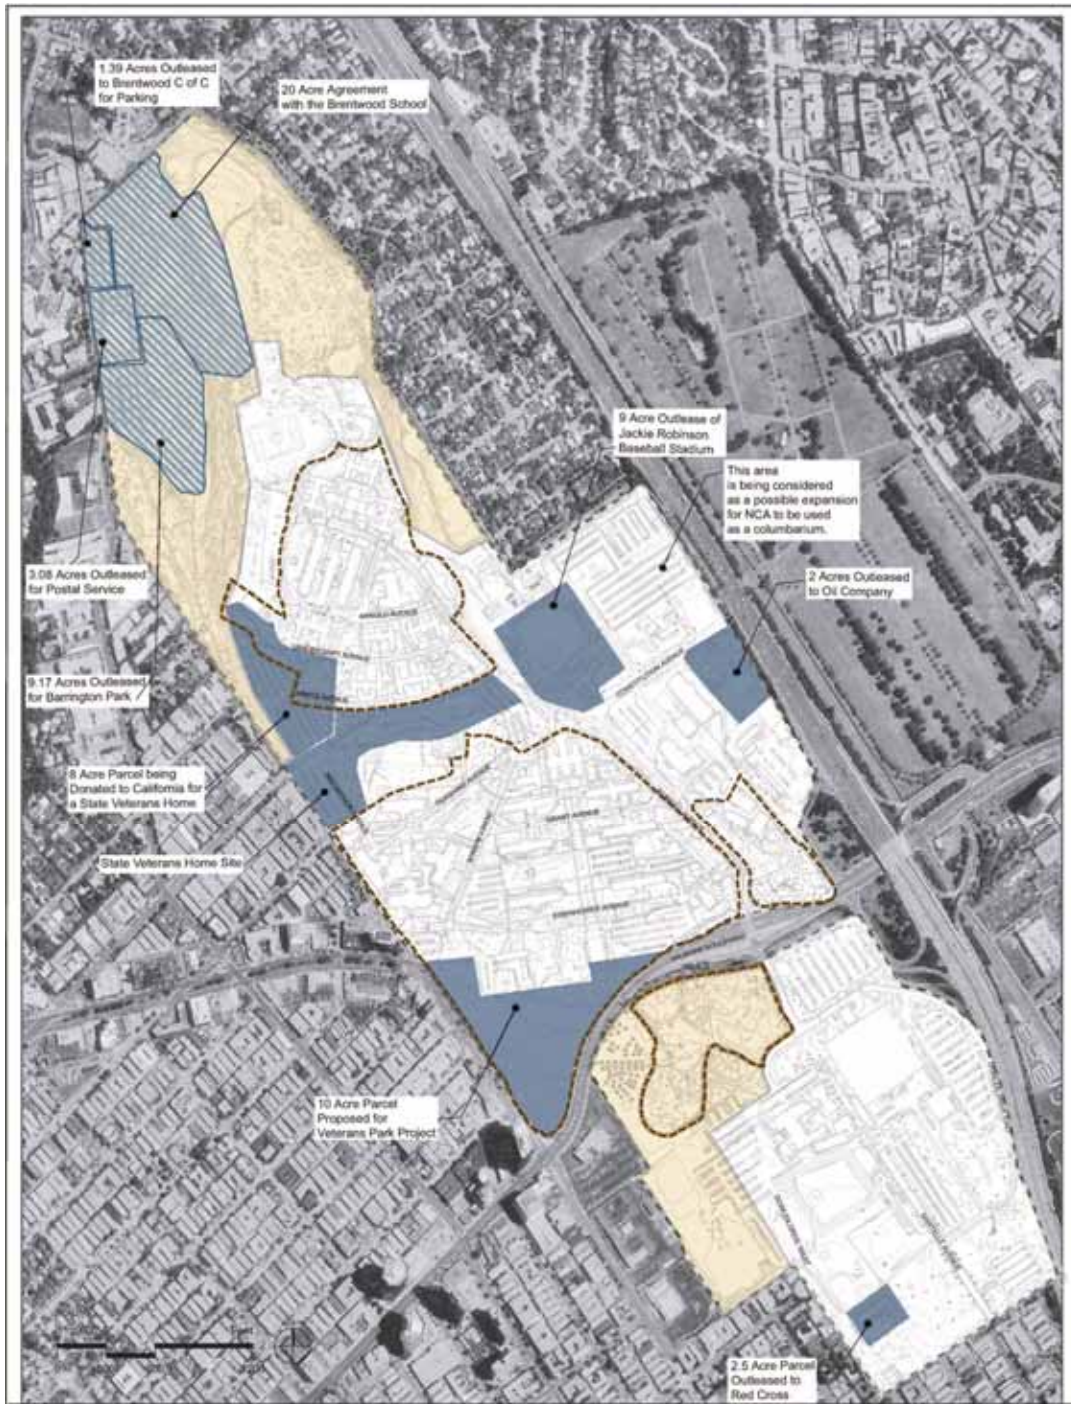 1.39 Acres Outleased
to Brentwood C of C
for Parking
20 Acre Agreement
with the Brentwood School
9 Acre Outlease of
Jackie Robinson
Baseball Stadium
This area
is being considered
as a possible expansion
for NCA to be used
as a columbarium.
3.08 Acres Outleased
for Postal Service
2 Acres Outleased
to Oil Company
9.17 Acres Outleased
for Barrington Park
8 Acre Parcel being
Donated to California for
a State Veterans Home
GRANT AVENUE
State Veterans Home Site
EISENHOWER AVENUE
10 Acre Parcel
Proposed for
Veterans Park Project
2.5 Acre Parcel
Outleased to
Red Cross